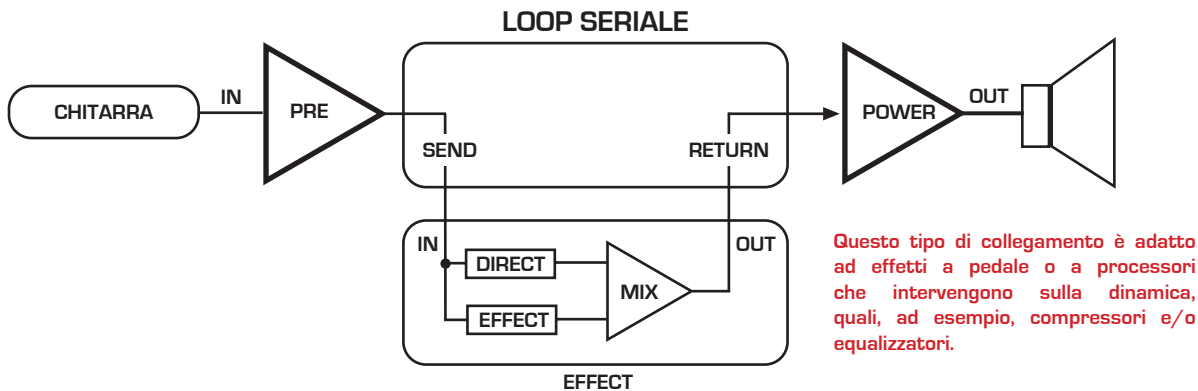 LOOP SERIALE
CHITARRA
IN
PRE
SEND
RETURN
POWER
OUT
IN
OUT
DIRECT
EFFECT
MIX
EFFECT
Questo tipo di collegamento è adatto
ad effetti a pedale o a processori
che intervengono sulla dinamica,
quali, ad esempio, compressori e/o
equalizzatori.